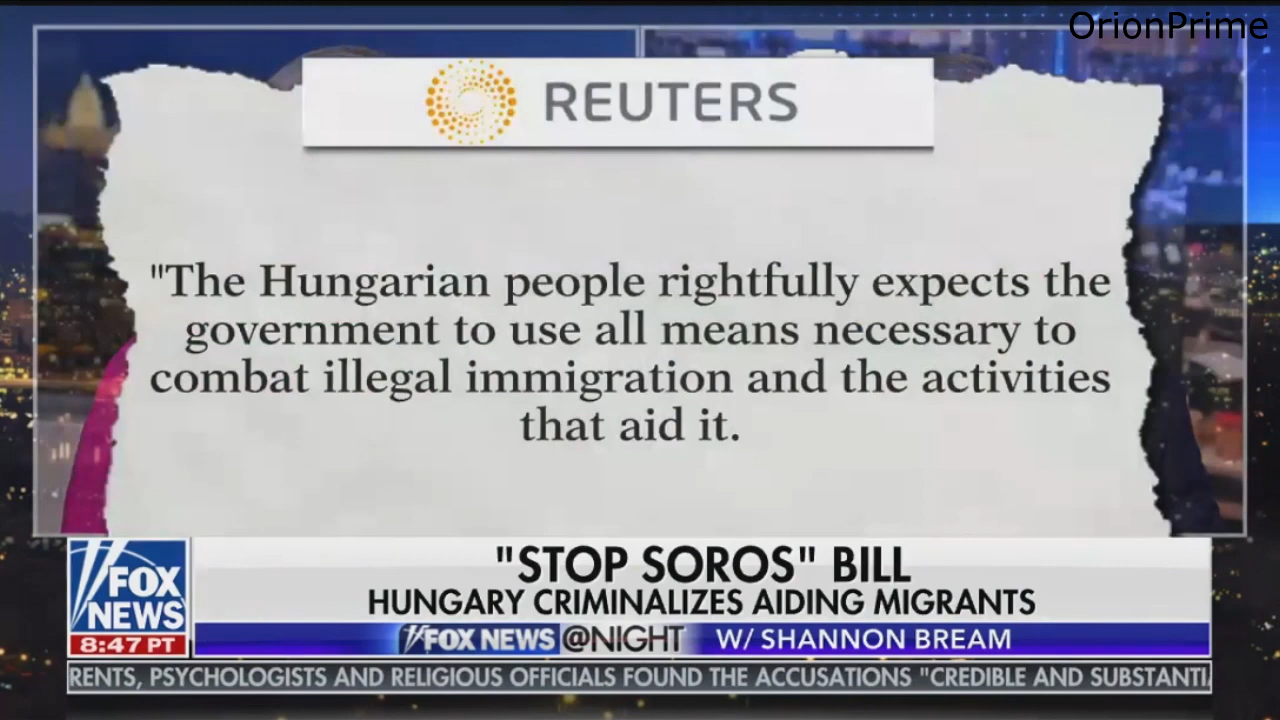 OrionPrime
REUTERS
"The Hungarian people rightfully expects the
government to use all means necessary to
combat illegal immigration and the activities
that aid it.
"STOP SOROS" BILL
HUNGARY CRIMINALIZES AIDING MIGRANTS
FOX
NEWS
8:47 PT
FOX NEWS @NIGHT W/ SHANNON BREAM
RENTS, PSYCHOLOGISTS AND RELIGIOUS OFFICIALS FOUND THE ACCUSATIONS "CREDIBLE AND SUBSTANTI